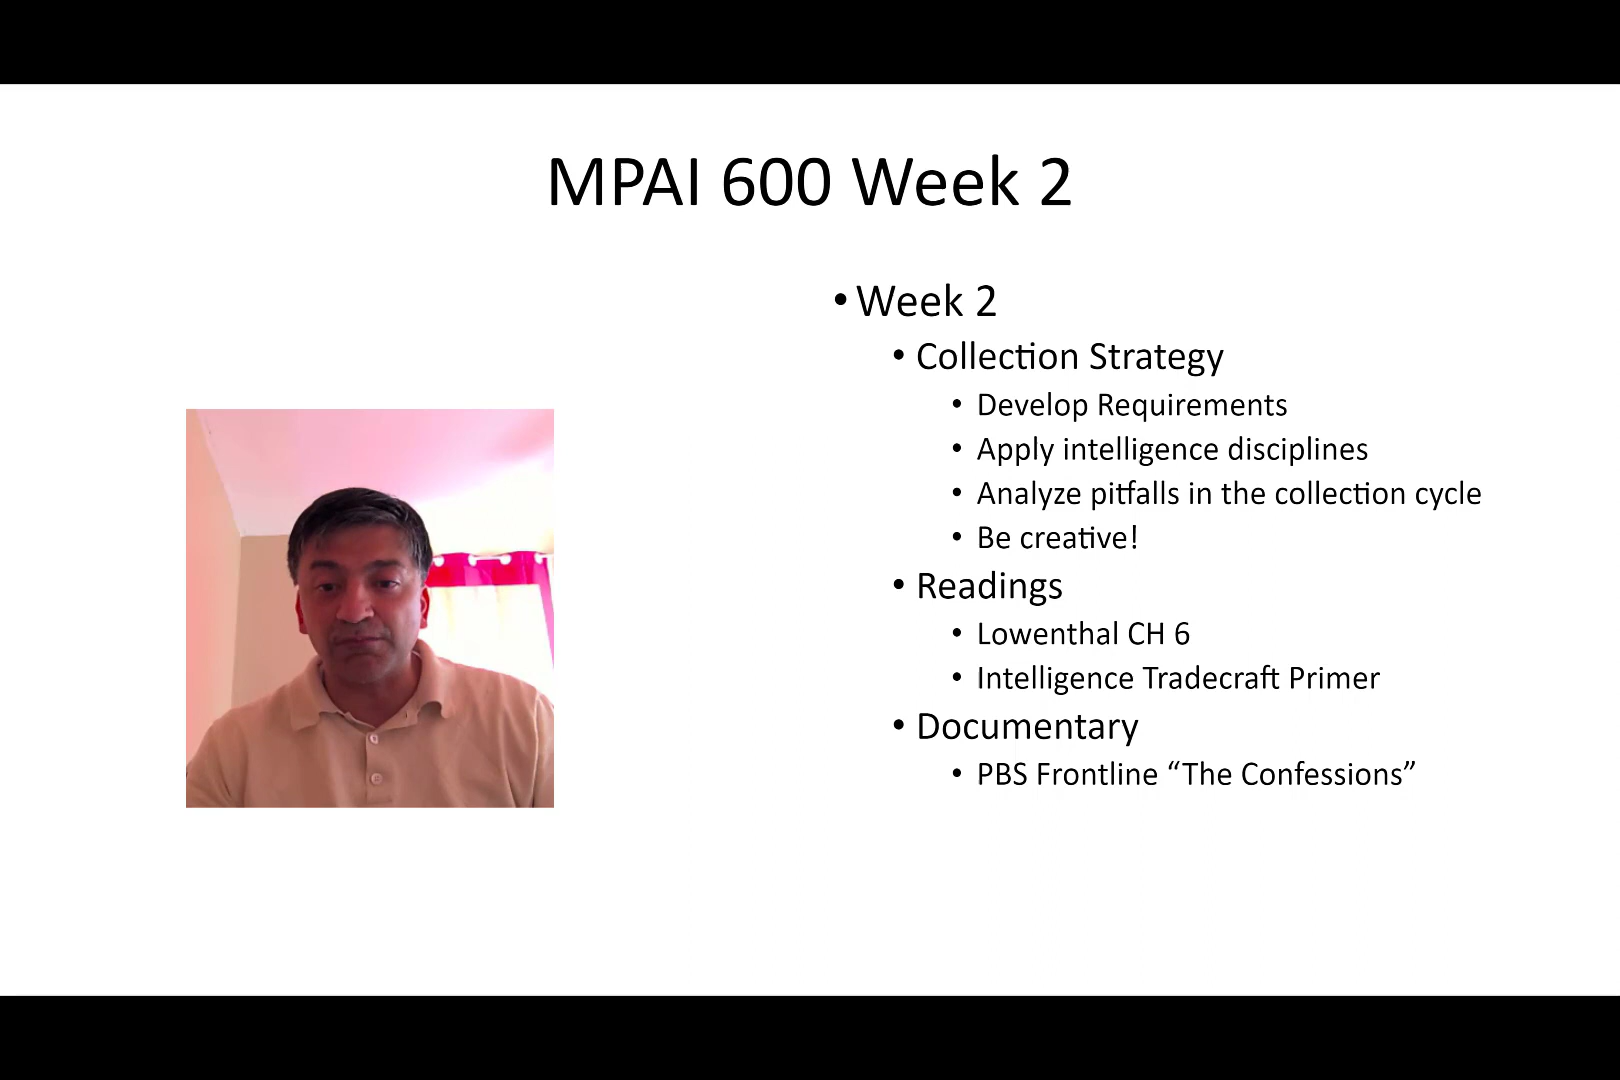 MPAI 600 Week 2
• Week 2
• Collection Strategy
• Develop Requirements
• Apply intelligence disciplines
• Analyze pitfalls in the collection cycle
• Be creative!
• Readings
• Lowenthal CH 6
• Intelligence Tradecraft Primer
• Documentary
• PBS Frontline “The Confessions”